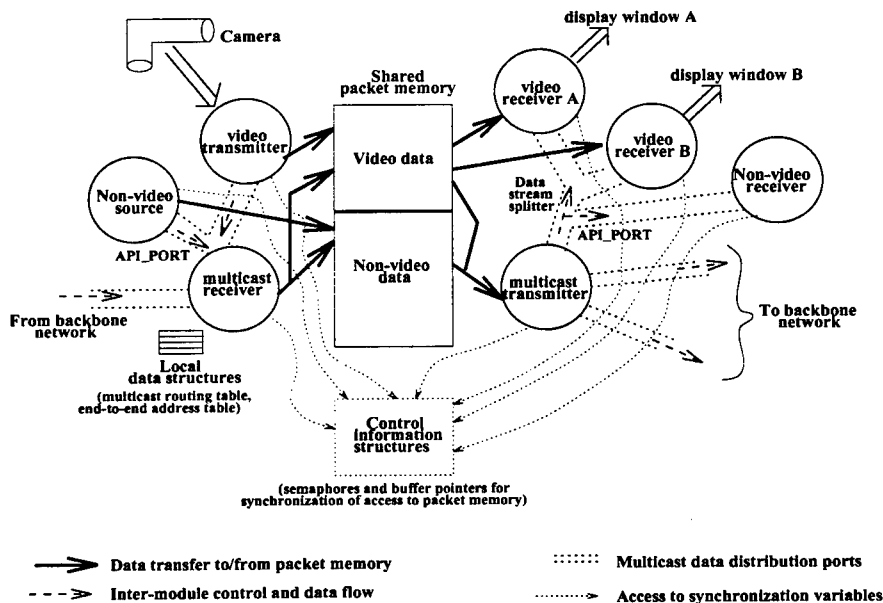 display window A
Camera
Shared
packet memory
display window B
video
receiver A
video
transmitter
video
receiver B
Video data
Non-video
receiver
Non-video
source
Data
stream
splitter
API_PORT
API_PORT
Non-video
data
multicast
receiver
multicast
transmitter
From backbone
network
To backbone
network
Local
data structures
(multicast routing table,
end-to-end address table)
Control
information
structures
(semaphores and buffer pointers for
synchronization of access to packet memory)
Data transfer to/from packet memory
Multicast data distribution ports
Inter-module control and data flow
Access to synchronization variables